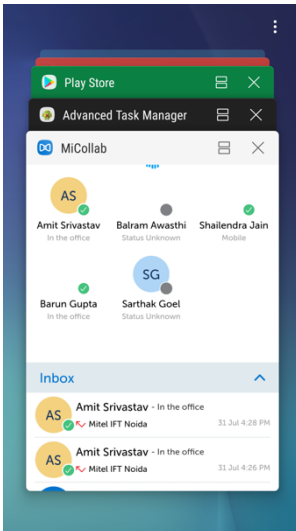 Play Store
Advanced Task Manager
MiCollab
AS
Amit Srivastav Balram Awasthi Shailendra Jain
In the office Status Unknown Mobile
SG
Barun Gupta Sarthak Goel
In the office Status Unknown
Inbox
Amit Srivastav - In the office
AS
Mitel IFT Noida 31 Jul 4:28 PM
Amit Srivastav - In the office
AS
Mitel IFT Noida 31 Jul 4:26 PM